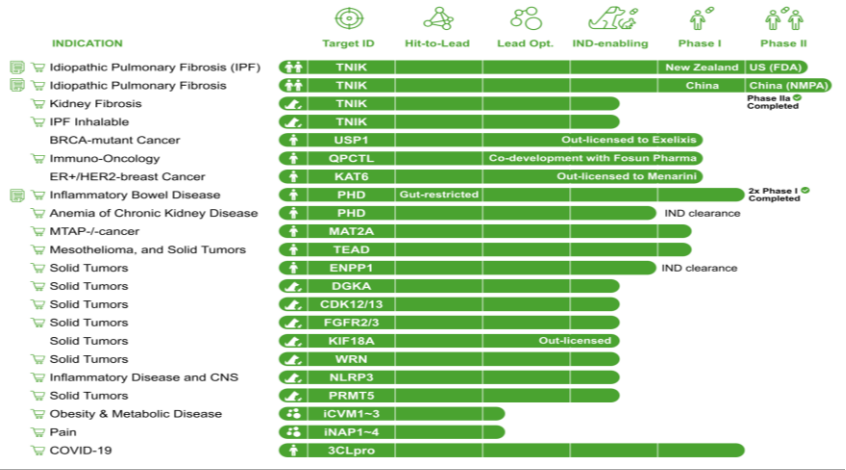 INDICATION Target ID Hit-to-Lead Lead Opt. IND-enabling Phase I Phase II
Idiopathic Pulmonary Fibrosis (IPF) TNIK New Zealand US (FDA)
Idiopathic Pulmonary Fibrosis TNIK China China (NMPA)
Kidney Fibrosis TNIK Phase IIa
Completed
IPF Inhalable TNIK
BRCA-mutant Cancer USP1 Out-licensed to Exelixis
Immuno-Oncology QPCTL Co-development with Fosun Pharma
ER+/HER2-breast Cancer KAT6 Out-licensed to Menarini
Inflammatory Bowel Disease PHD Gut-restricted 2x Phase I
Completed
Anemia of Chronic Kidney Disease PHD IND clearance
MTAP-/-cancer MAT2A
Mesothelioma, and Solid Tumors TEAD
Solid Tumors ENPP1 IND clearance
Solid Tumors DGKA
Solid Tumors CDK12/13
Solid Tumors FGFR2/3
Solid Tumors KIF18A Out-licensed
Solid Tumors WRN
Inflammatory Disease and CNS NLRP3
Solid Tumors PRMT5
Obesity & Metabolic Disease iCVM1~3
Pain iNAP1~4
COVID-19 3CLpro